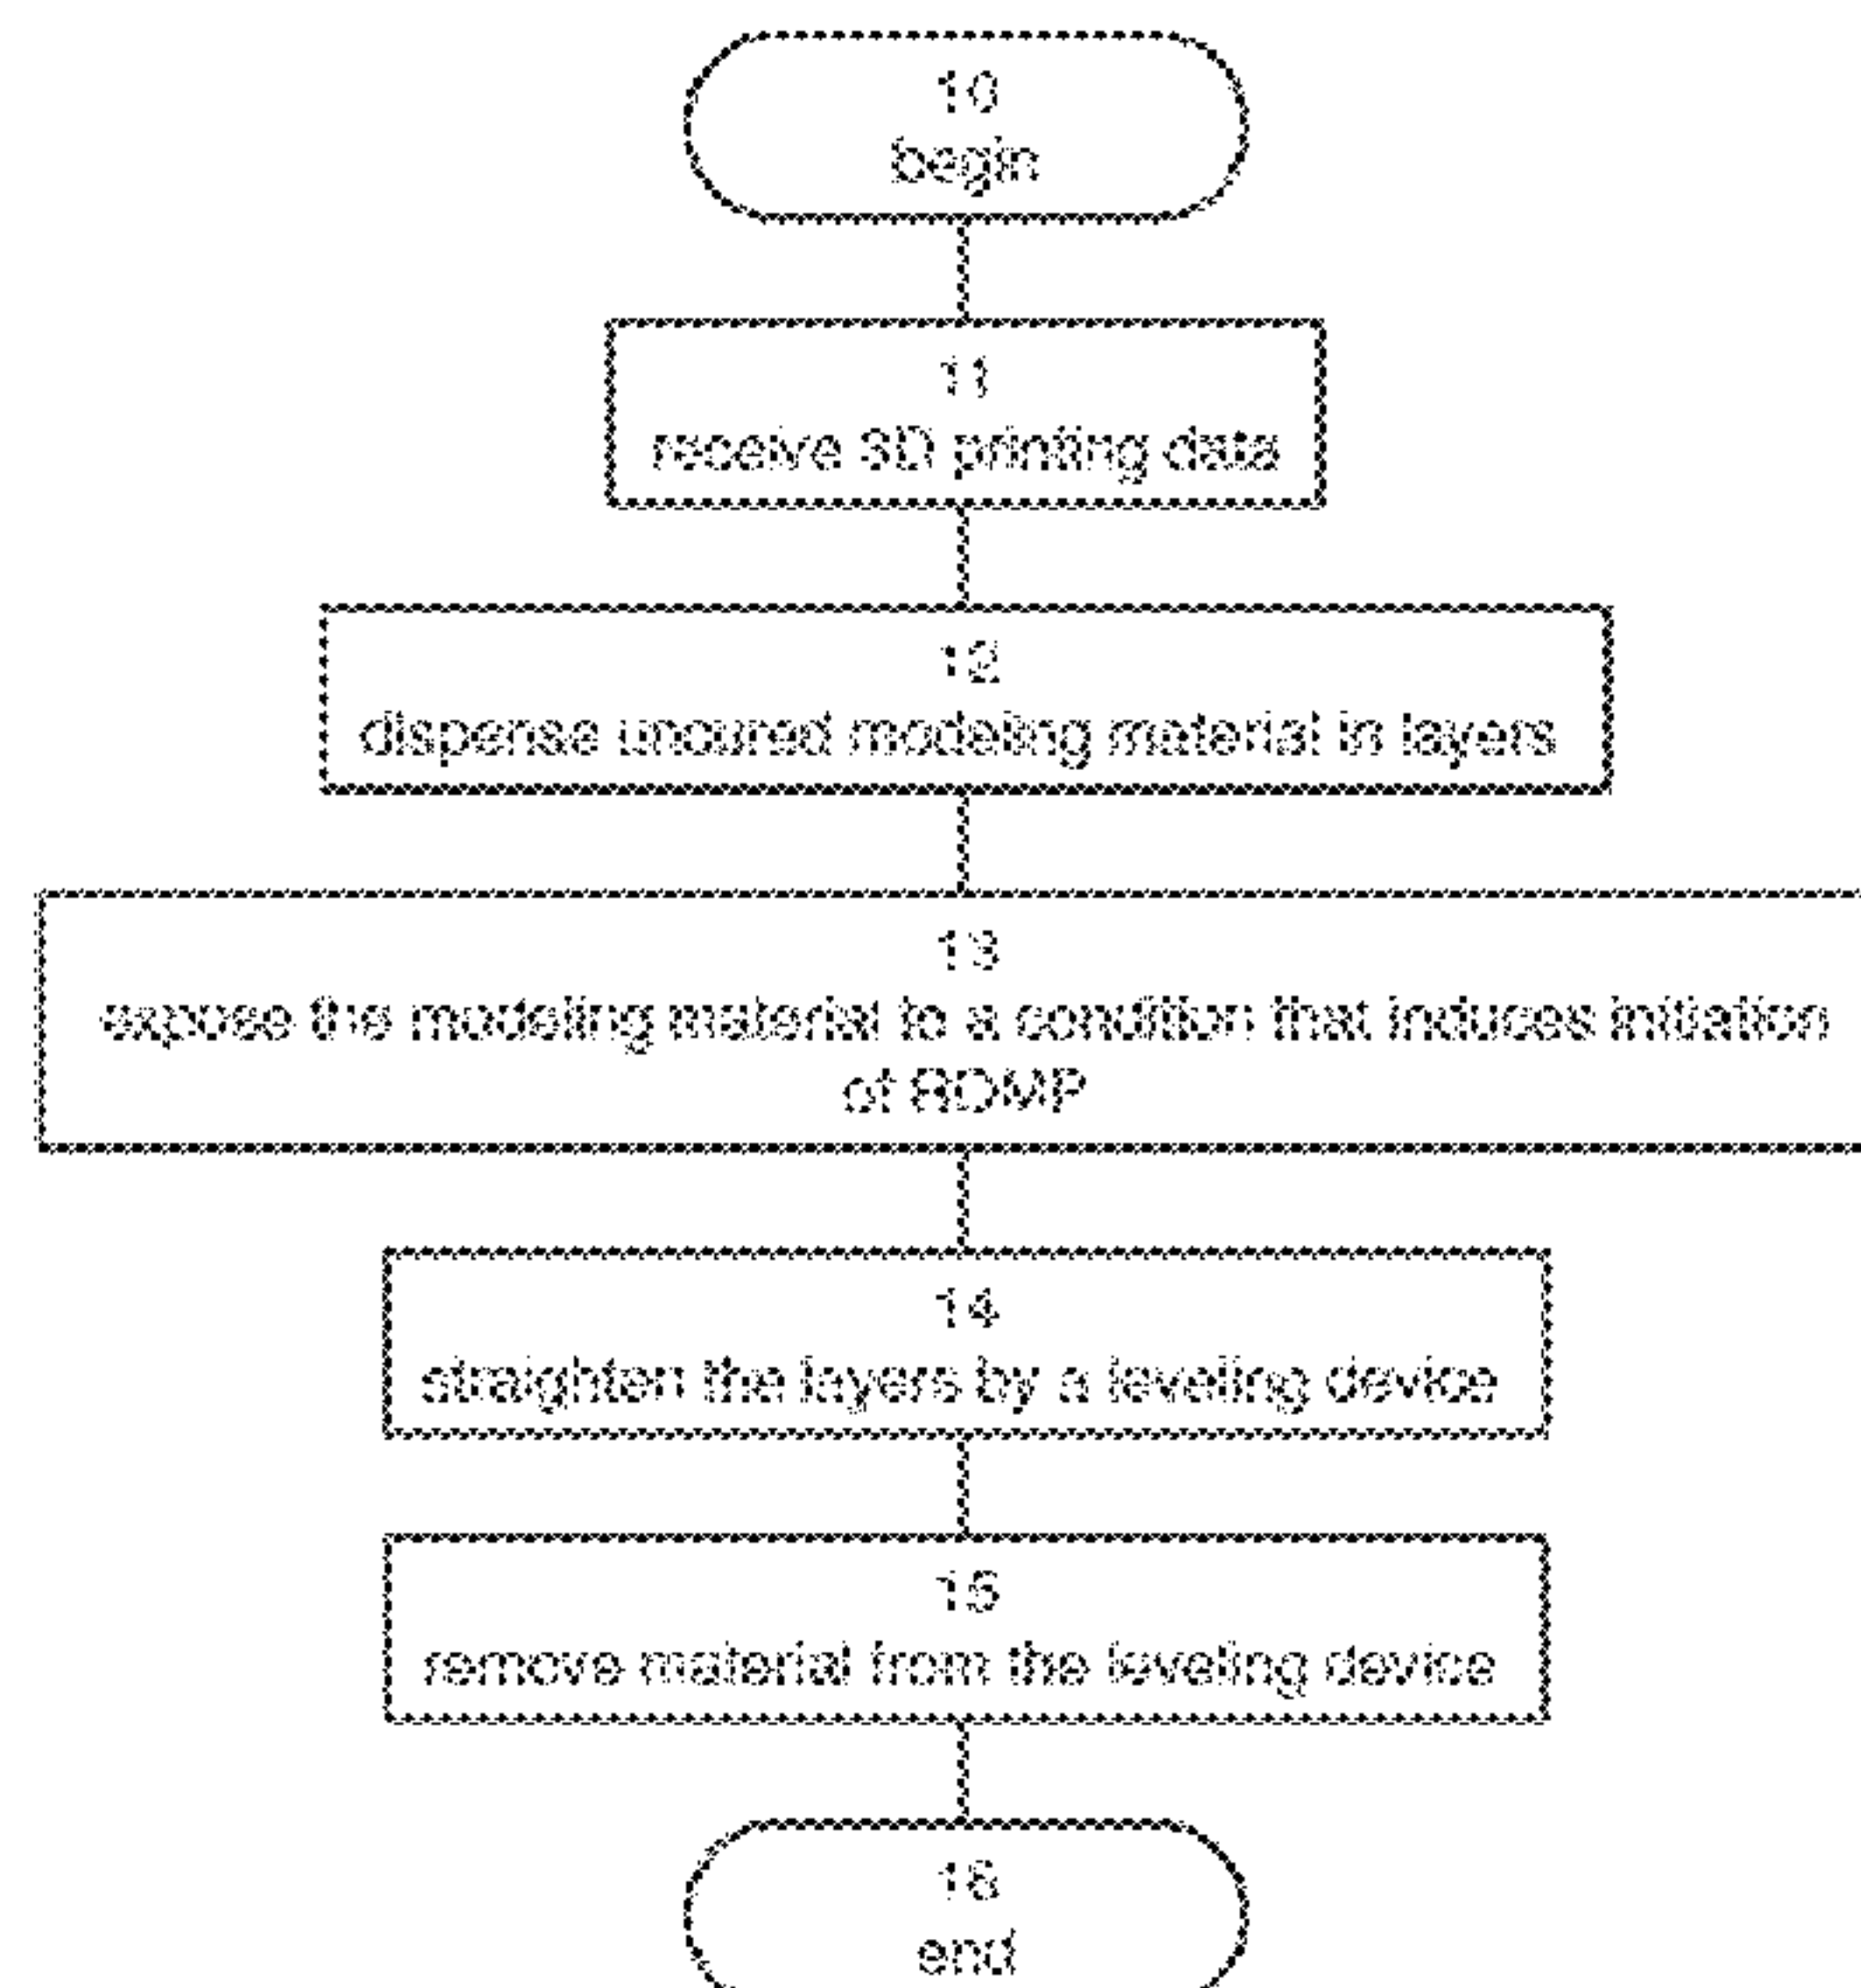 10
begin
11
receive 3D printing data
12
dispense uncured modeling material in layers
13
expose the modeling material to a condition that induces initiation
of ROMP
14
straighten the layers by a leveling device
15
remove material from the leveling device
16
end